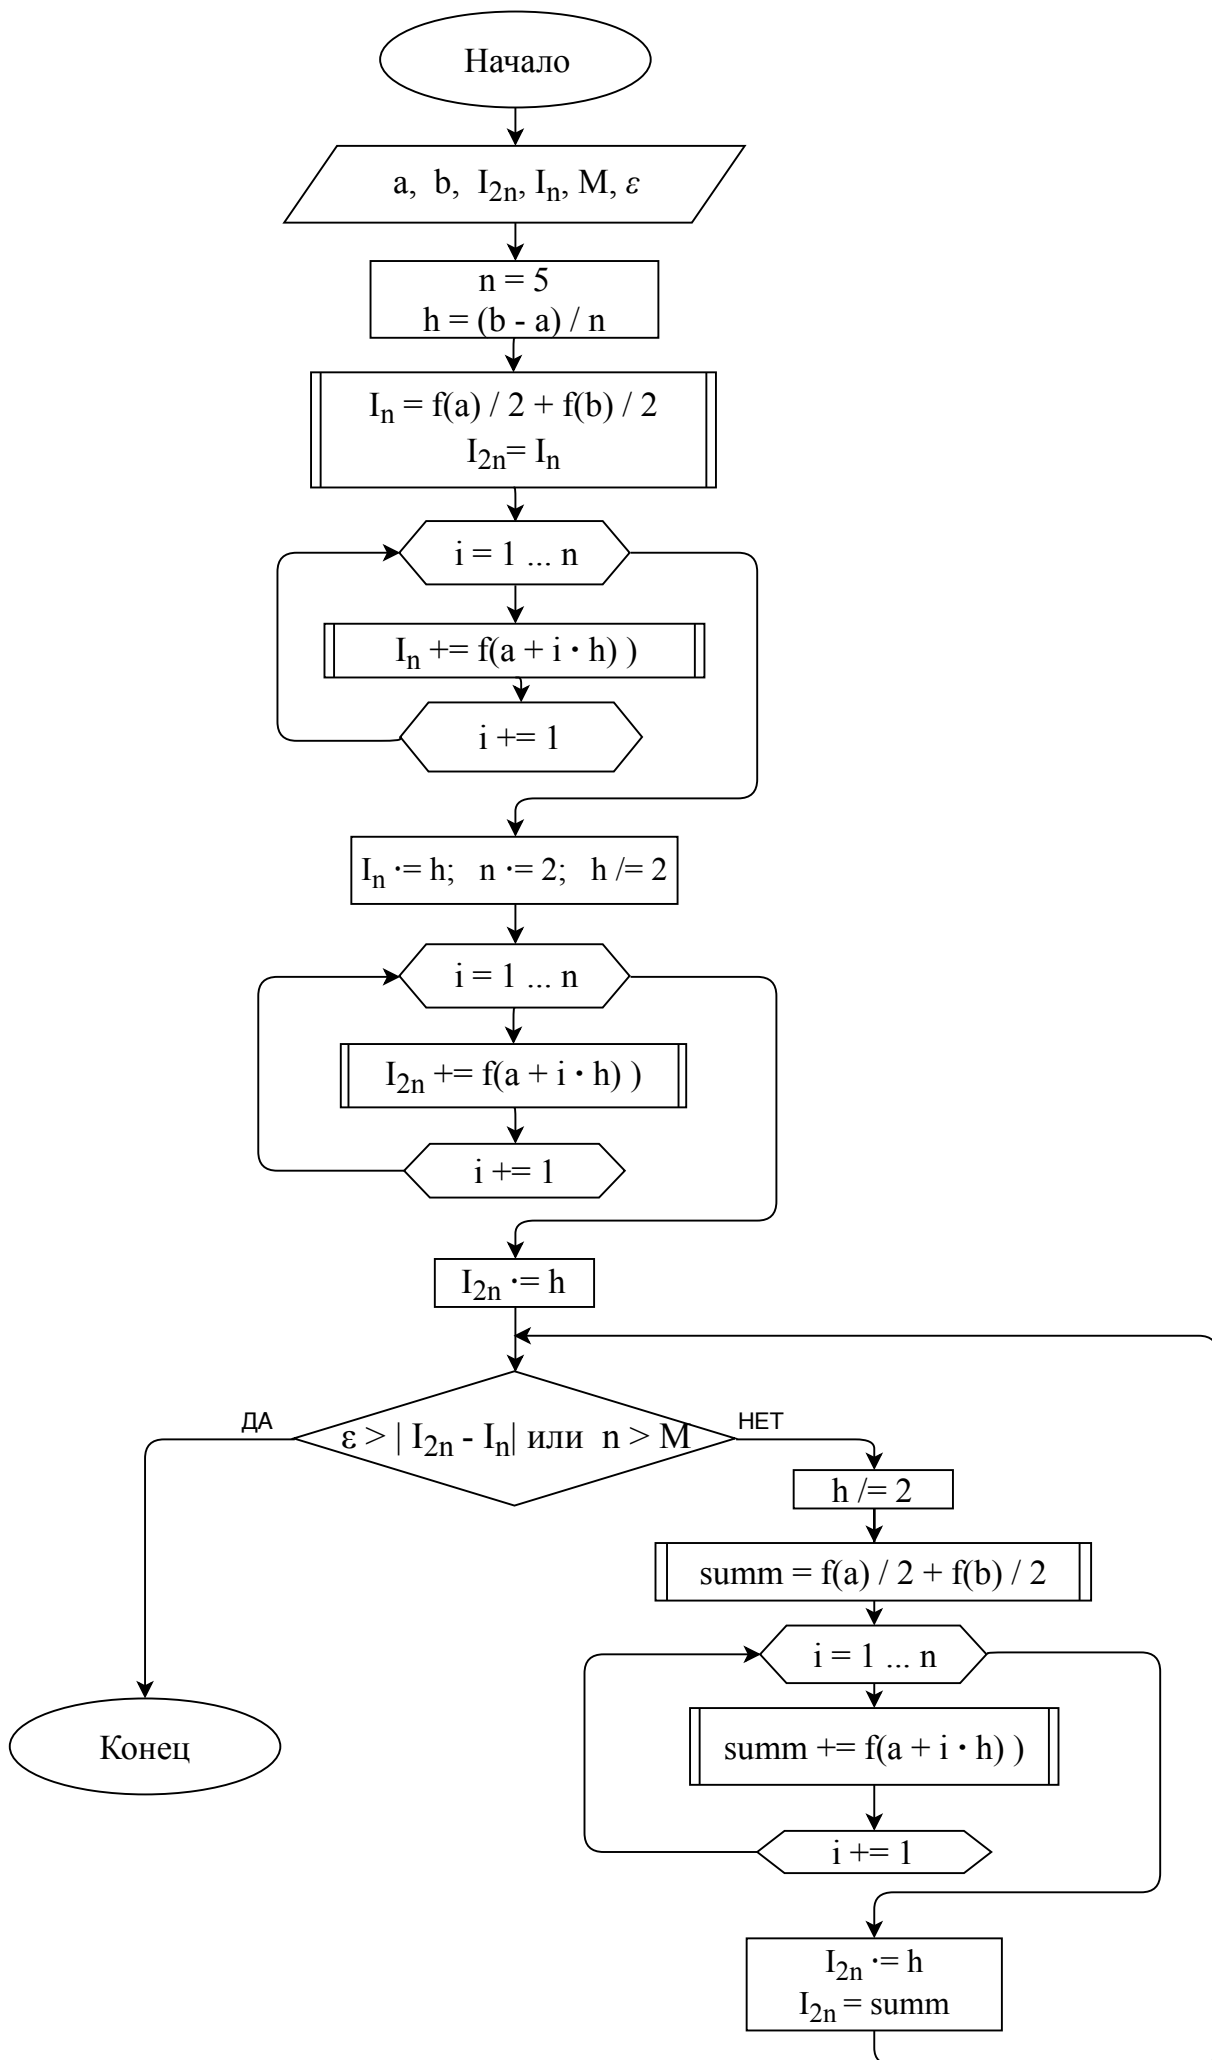 Начало
a, b, I2n, In, M, ε
n = 5
h = (b - a) / n
In = f(a) / 2 + f(b) / 2
I2n= In
i = 1 ... n
In += f(a + i · h) )
i += 1
In ·= h; n ·= 2; h /= 2
i = 1 ... n
I2n += f(a + i · h) )
i += 1
I2n ·= h
ДА
ε > | I2n - In| или n > M
НЕТ
h /= 2
summ = f(a) / 2 + f(b) / 2
i = 1 ... n
Конец
summ += f(a + i · h) )
i += 1
I2n ·= h
I2n = summ